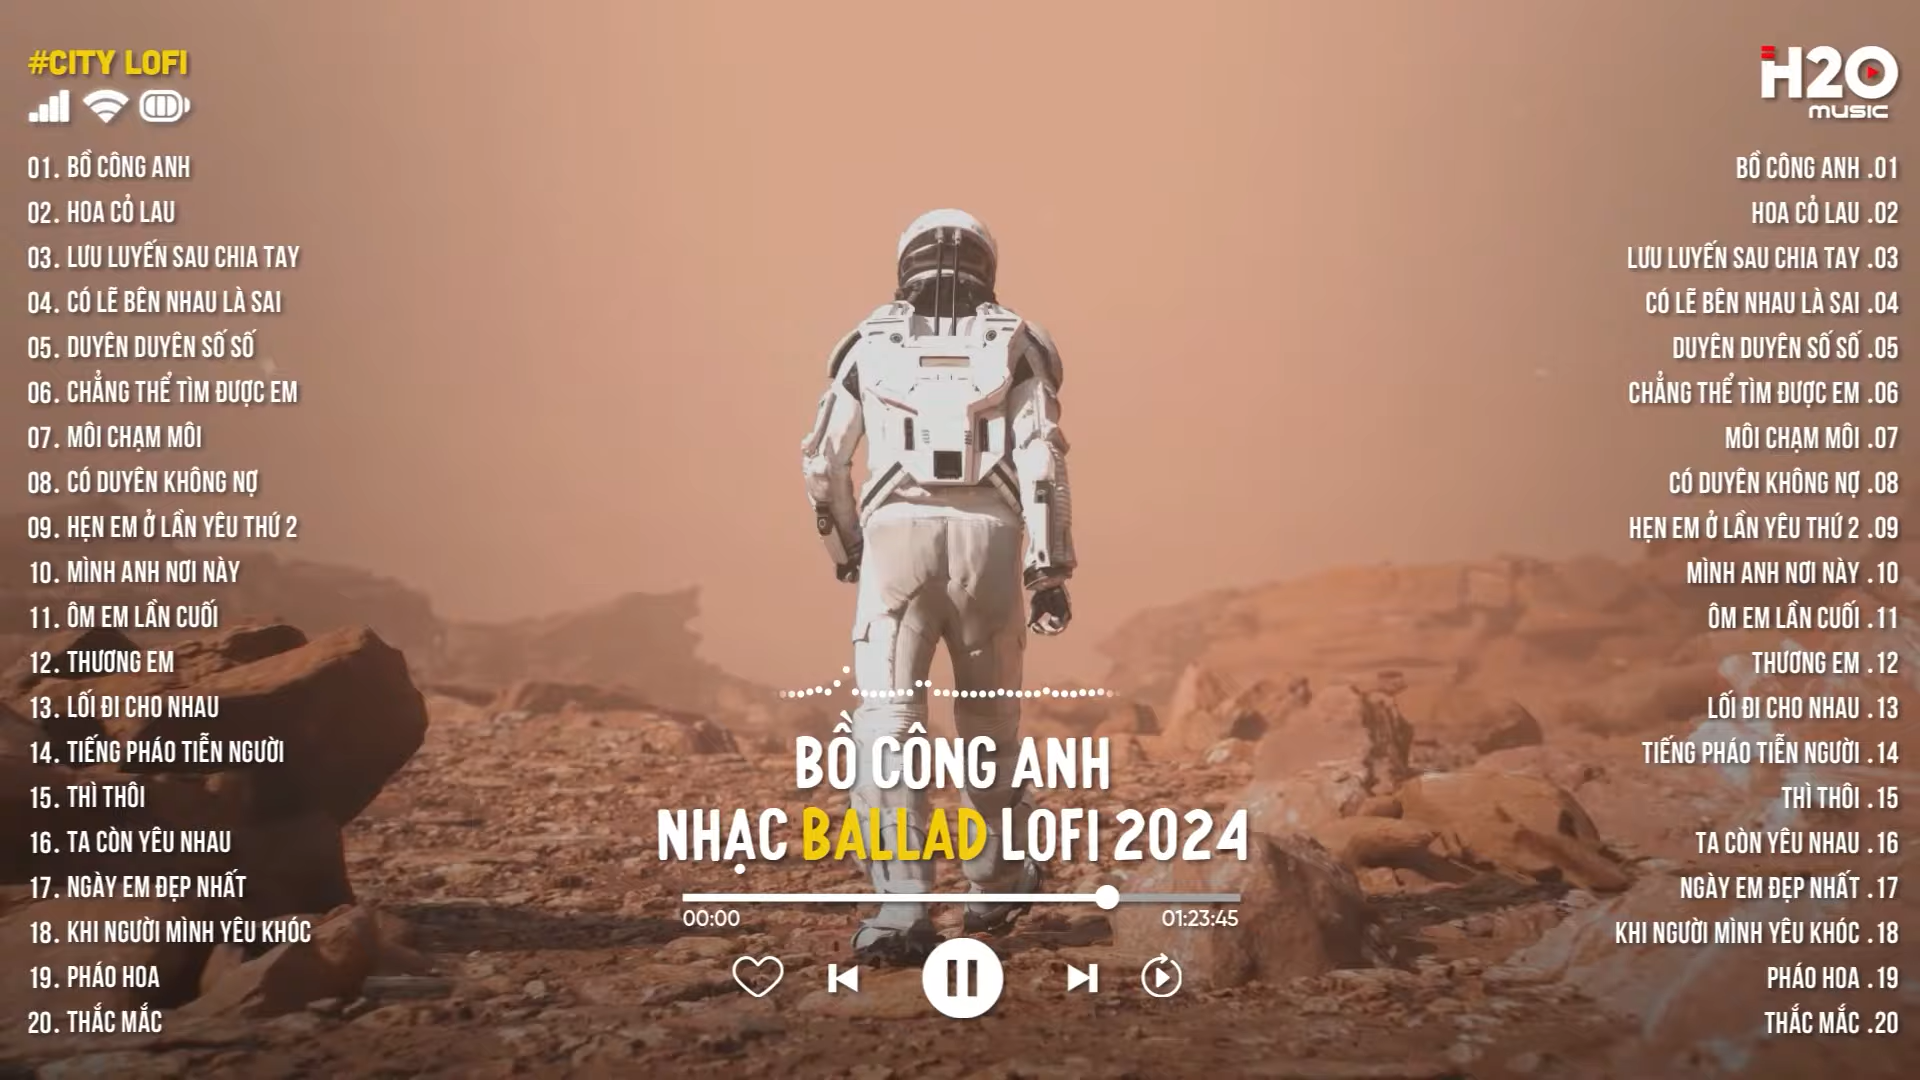 #CITY LOFI
H2O
MUSIC
01. BỒ CÔNG ANH
02. HOA CỎ LAU
03. LƯU LUYẾN SAU CHIA TAY
04. CÓ LẼ BÊN NHAU LÀ SAI
05. DUYÊN DUYÊN SỐ SỐ
06. CHẲNG THỂ TÌM ĐƯỢC EM
07. MÔI CHẠM MÔI
08. CÓ DUYÊN KHÔNG NỢ
09. HẸN EM Ở LẦN YÊU THỨ 2
10. MÌNH ANH NƠI NÀY
11. ÔM EM LẦN CUỐI
12. THƯƠNG EM
13. LỐI ĐI CHO NHAU
14. TIẾNG PHÁO TIỄN NGƯỜI
15. THÌ THÔI
16. TA CÒN YÊU NHAU
17. NGÀY EM ĐẸP NHẤT
18. KHI NGƯỜI MÌNH YÊU KHÓC
19. PHÁO HOA
20. THẮC MẮC
BỒ CÔNG ANH
NHẠC BALLAD LOFI 2024
00:00
01:23:45
BỒ CÔNG ANH .01
HOA CỎ LAU .02
LƯU LUYẾN SAU CHIA TAY .03
CÓ LẼ BÊN NHAU LÀ SAI .04
DUYÊN DUYÊN SỐ SỐ .05
CHẲNG THỂ TÌM ĐƯỢC EM .06
MÔI CHẠM MÔI .07
CÓ DUYÊN KHÔNG NỢ .08
HẸN EM Ở LẦN YÊU THỨ 2 .09
MÌNH ANH NƠI NÀY .10
ÔM EM LẦN CUỐI .11
THƯƠNG EM .12
LỐI ĐI CHO NHAU .13
TIẾNG PHÁO TIỄN NGƯỜI .14
THÌ THÔI .15
TA CÒN YÊU NHAU .16
NGÀY EM ĐẸP NHẤT .17
KHI NGƯỜI MÌNH YÊU KHÓC .18
PHÁO HOA .19
THẮC MẮC .20